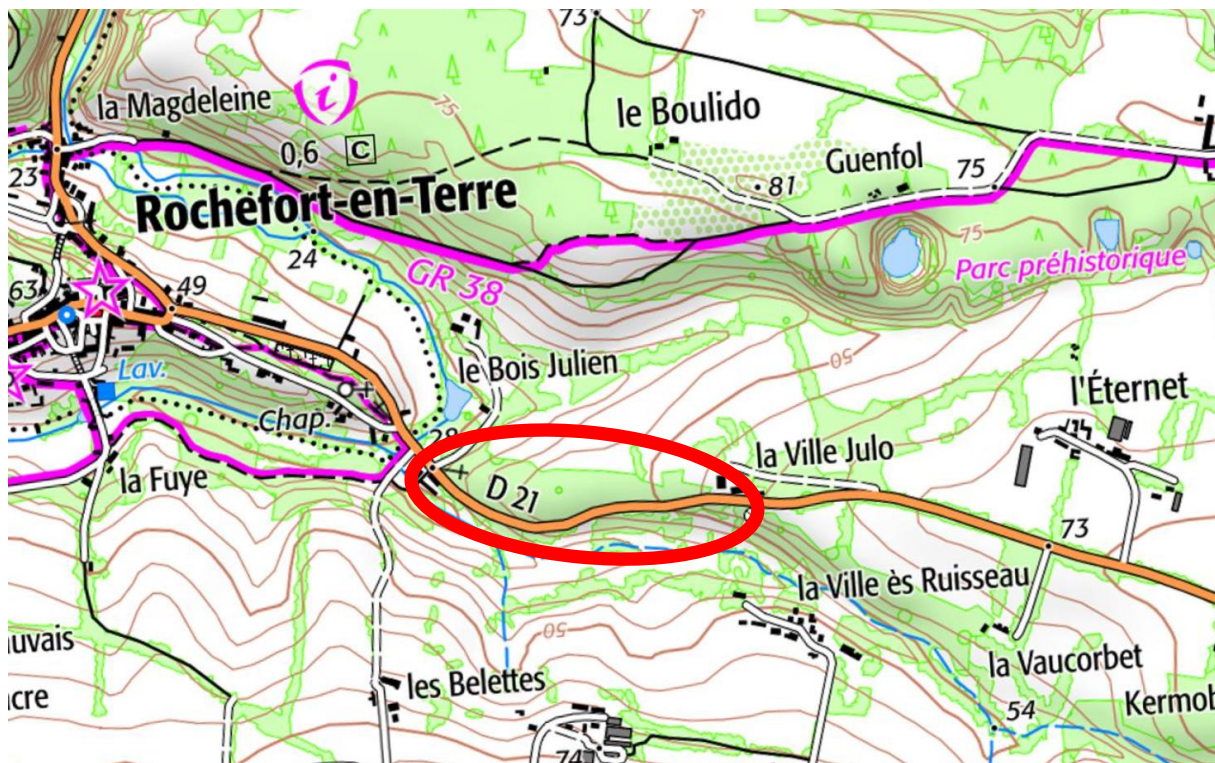 73
la Magdeleine
i
le Boulido
75
0,6 C
Guenfol
75
81
23
Rochefort-en-Terre
24
GR 38
75
Parc préhistorique
63
49
50
Lav.
le Bois Julien
l'Éternet
Chap.
28
la Ville Julo
la Fuye
D 21
73
la Ville ès Ruisseau
50
auvais
la Vaucorbet
acre
les Belettes
Kermob
54
74